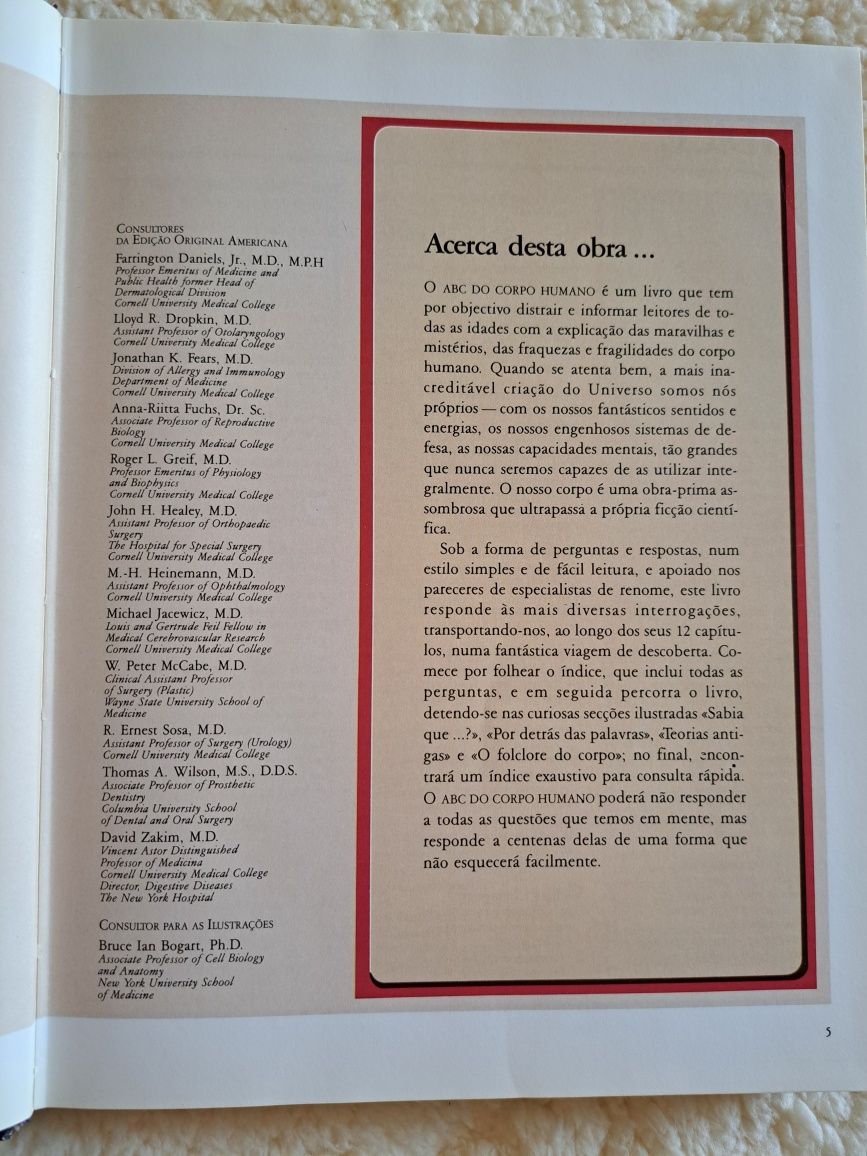 CONSULTORES
DA EDIÇÃO ORIGINAL AMERICANA
Farrington Daniels, Jr., M.D., M.P.H
Professor Emeritus of Medicine and
Public Health former Head of
Dermatological Division
Cornell University Medical College
Lloyd R. Dropkin, M.D.
Assistant Professor of Otolaryngology
Cornell University Medical College
Jonathan K. Fears, M.D.
Division of Allergy and Immunology
Department of Medicine
Cornell University Medical College
Anna-Riitta Fuchs, Dr. Sc.
Associate Professor of Reproductive
Biology
Cornell University Medical College
Roger L. Greif, M.D.
Professor Emeritus of Physiology
and Biophysics
Cornell University Medical College
John H. Healey, M.D.
Assistant Professor of Orthopaedic
Surgery
The Hospital for Special Surgery
Cornell University Medical College
M.-H. Heinemann, M.D.
Assistant Professor of Ophthalmology
Cornell University Medical College
Michael Jacewicz, M.D.
Louis and Gertrude Feil Fellow in
Medical Cerebrovascular Research
Cornell University Medical College
W. Peter McCabe, M.D.
Clinical Assistant Professor
of Surgery (Plastic)
Wayne State University School of
Medicine
R. Ernest Sosa, M.D.
Assistant Professor of Surgery (Urology)
Cornell University Medical College
Thomas A. Wilson, M.S., D.D.S.
Associate Professor of Prosthetic
Dentistry
Columbia University School
of Dental and Oral Surgery
David Zakim, M.D.
Vincent Astor Distinguished
Professor of Medicina
Cornell University Medical College
Director, Digestive Diseases
The New York Hospital
CONSULTOR PARA AS ILUSTRAÇÕES
Bruce Ian Bogart, Ph.D.
Associate Professor of Cell Biology
and Anatomy
New York University School
of Medicine
Acerca desta obra ...
O ABC DO CORPO HUMANO é um livro que tem
por objectivo distrair e informar leitores de to-
das as idades com a explicação das maravilhas e
mistérios, das fraquezas e fragilidades do corpo
humano. Quando se atenta bem, a mais ina-
creditável criação do Universo somos nós
próprios — com os nossos fantásticos sentidos e
energias, os nossos engenhosos sistemas de de-
fesa, as nossas capacidades mentais, tão grandes
que nunca seremos capazes de as utilizar inte-
gralmente. O nosso corpo é uma obra-prima as-
sombrosa que ultrapassa a própria ficção cientí-
fica.
Sob a forma de perguntas e respostas, num
estilo simples e de fácil leitura, e apoiado nos
pareceres de especialistas de renome, este livro
responde às mais diversas interrogações,
transportando-nos, ao longo dos seus 12 capítu-
los, numa fantástica viagem de descoberta. Co-
mece por folhear o índice, que inclui todas as
perguntas, e em seguida percorra o livro,
detendo-se nas curiosas secções ilustradas «Sabia
que ...?», «Por detrás das palavras», «Teorias anti-
gas» e «O folclore do corpo»; no final, encon-
trará um índice exaustivo para consulta rápida.
O ABC DO CORPO HUMANO poderá não responder
a todas as questões que temos em mente, mas
responde a centenas delas de uma forma que
não esquecerá facilmente.
5